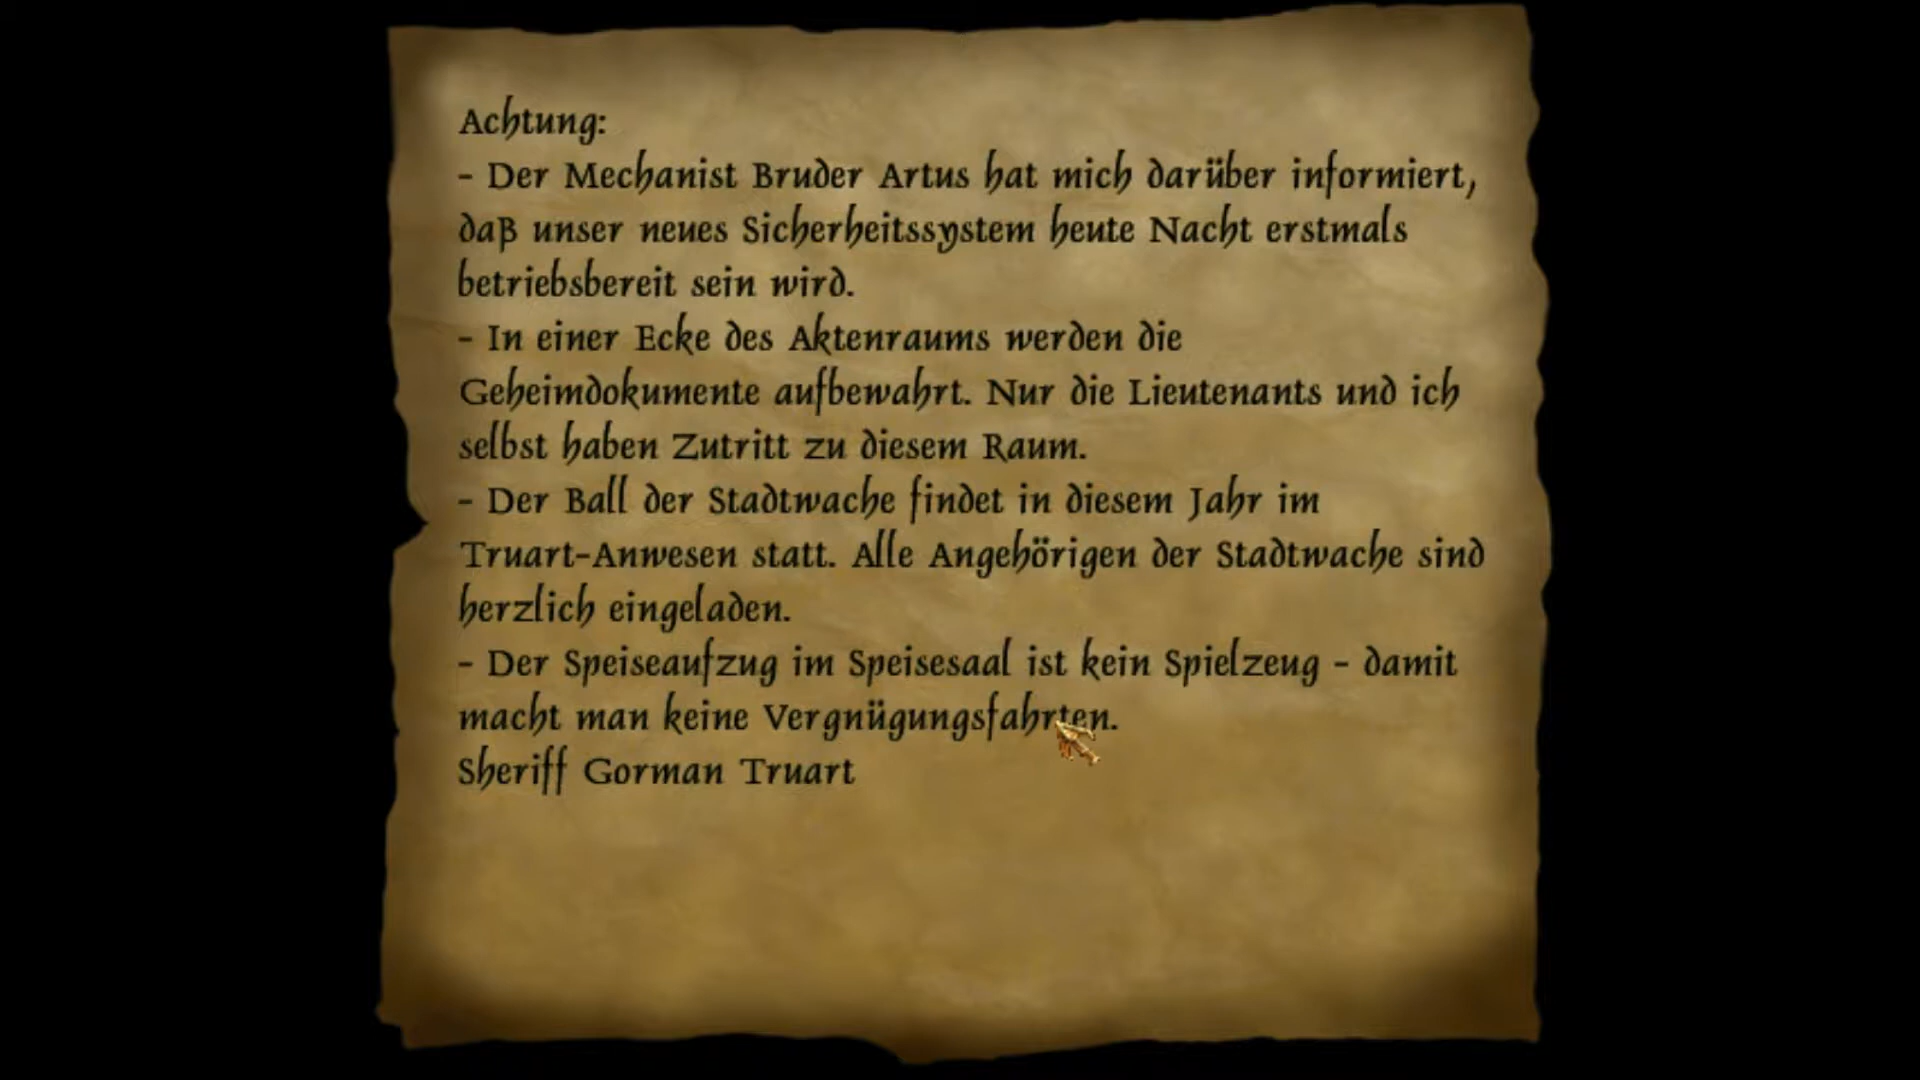 Achtung:
- Der Mechanist Bruder Artus hat mich darüber informiert,
daß unser neues Sicherheitssystem heute Nacht erstmals
betriebsbereit sein wird.
- In einer Ecke des Aktenraums werden die
Geheimdokumente aufbewahrt. Nur die Lieutenants und ich
selbst haben Zutritt zu diesem Raum.
- Der Ball der Stadtwache findet in diesem Jahr im
Truart-Anwesen statt. Alle Angehörigen der Stadtwache sind
herzlich eingeladen.
- Der Speiseaufzug im Speisesaal ist kein Spielzeug - damit
macht man keine Vergnügungsfahrten.
Sheriff Gorman Truart